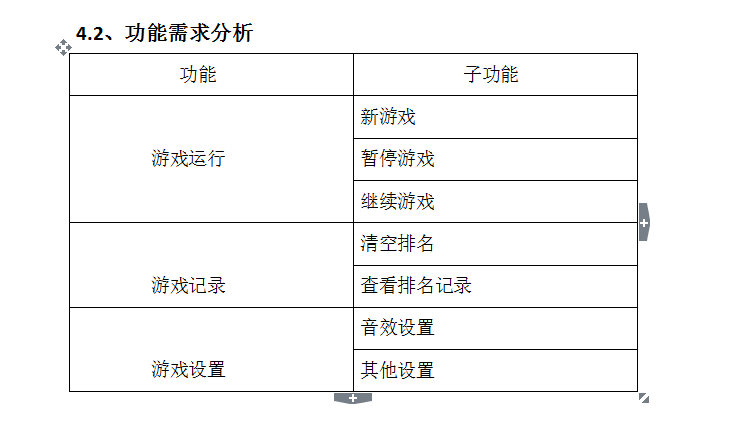 4.2、功能需求分析
功能 子功能
新游戏
游戏运行 暂停游戏
继续游戏
清空排名
游戏记录 查看排名记录
音效设置
游戏设置 其他设置